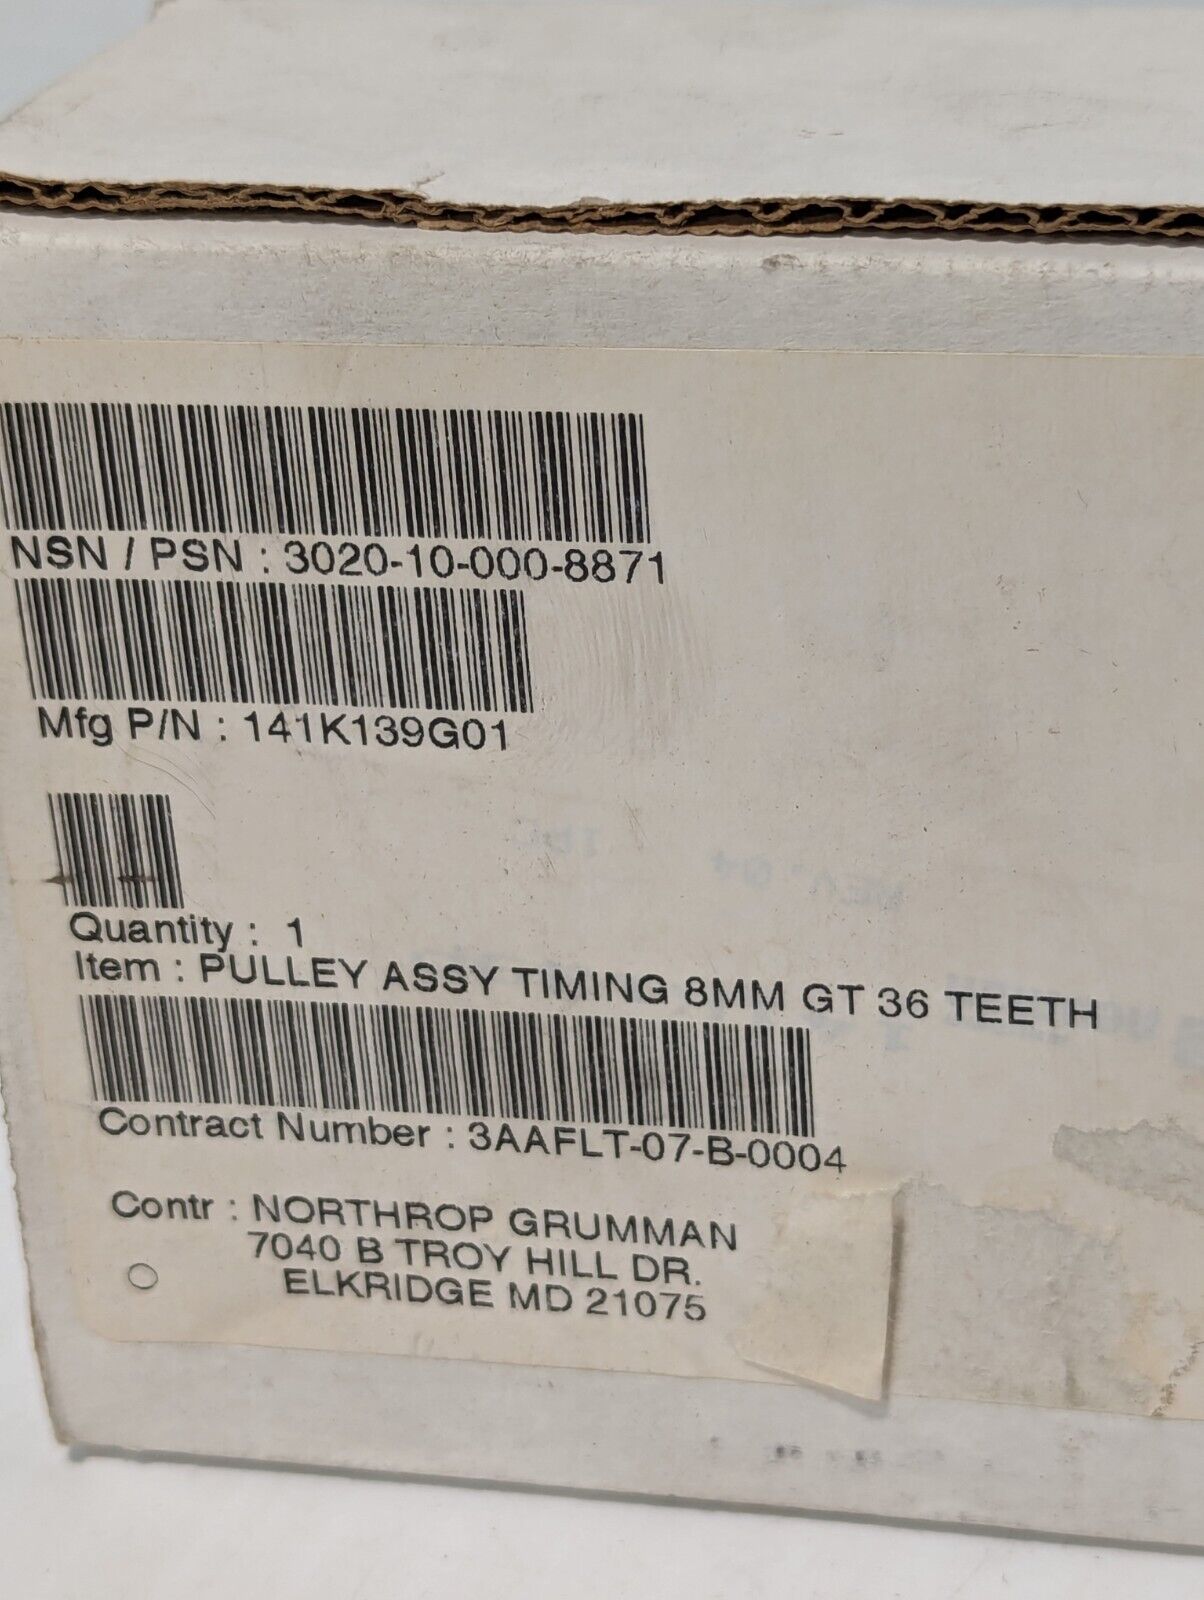 NSN / PSN : 3020-10-000-8871
Mfg P/N : 141K139G01
Quantity : 1
Item : PULLEY ASSY TIMING 8MM GT 36 TEETH
Contract Number : 3AAFLT-07-B-0004
Contr : NORTHROP GRUMMAN
7040 B TROY HILL DR.
ELKRIDGE MD 21075